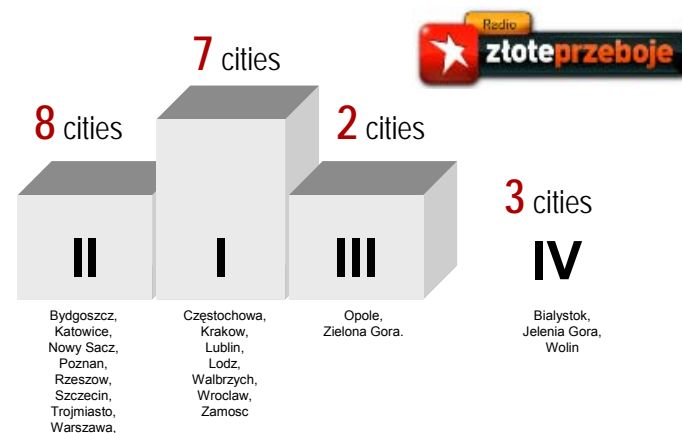 Radio
złoteprzeboje
7 cities
8 cities
2 cities
3 cities
II
I
III
IV
Bydgoszcz,
Katowice,
Nowy Sacz,
Poznan,
Rzeszow,
Szczecin,
Trojmiasto,
Warszawa,
Częstochowa,
Krakow,
Lublin,
Lodz,
Walbrzych,
Wroclaw,
Zamosc
Opole,
Zielona Gora.
Bialystok,
Jelenia Gora,
Wolin